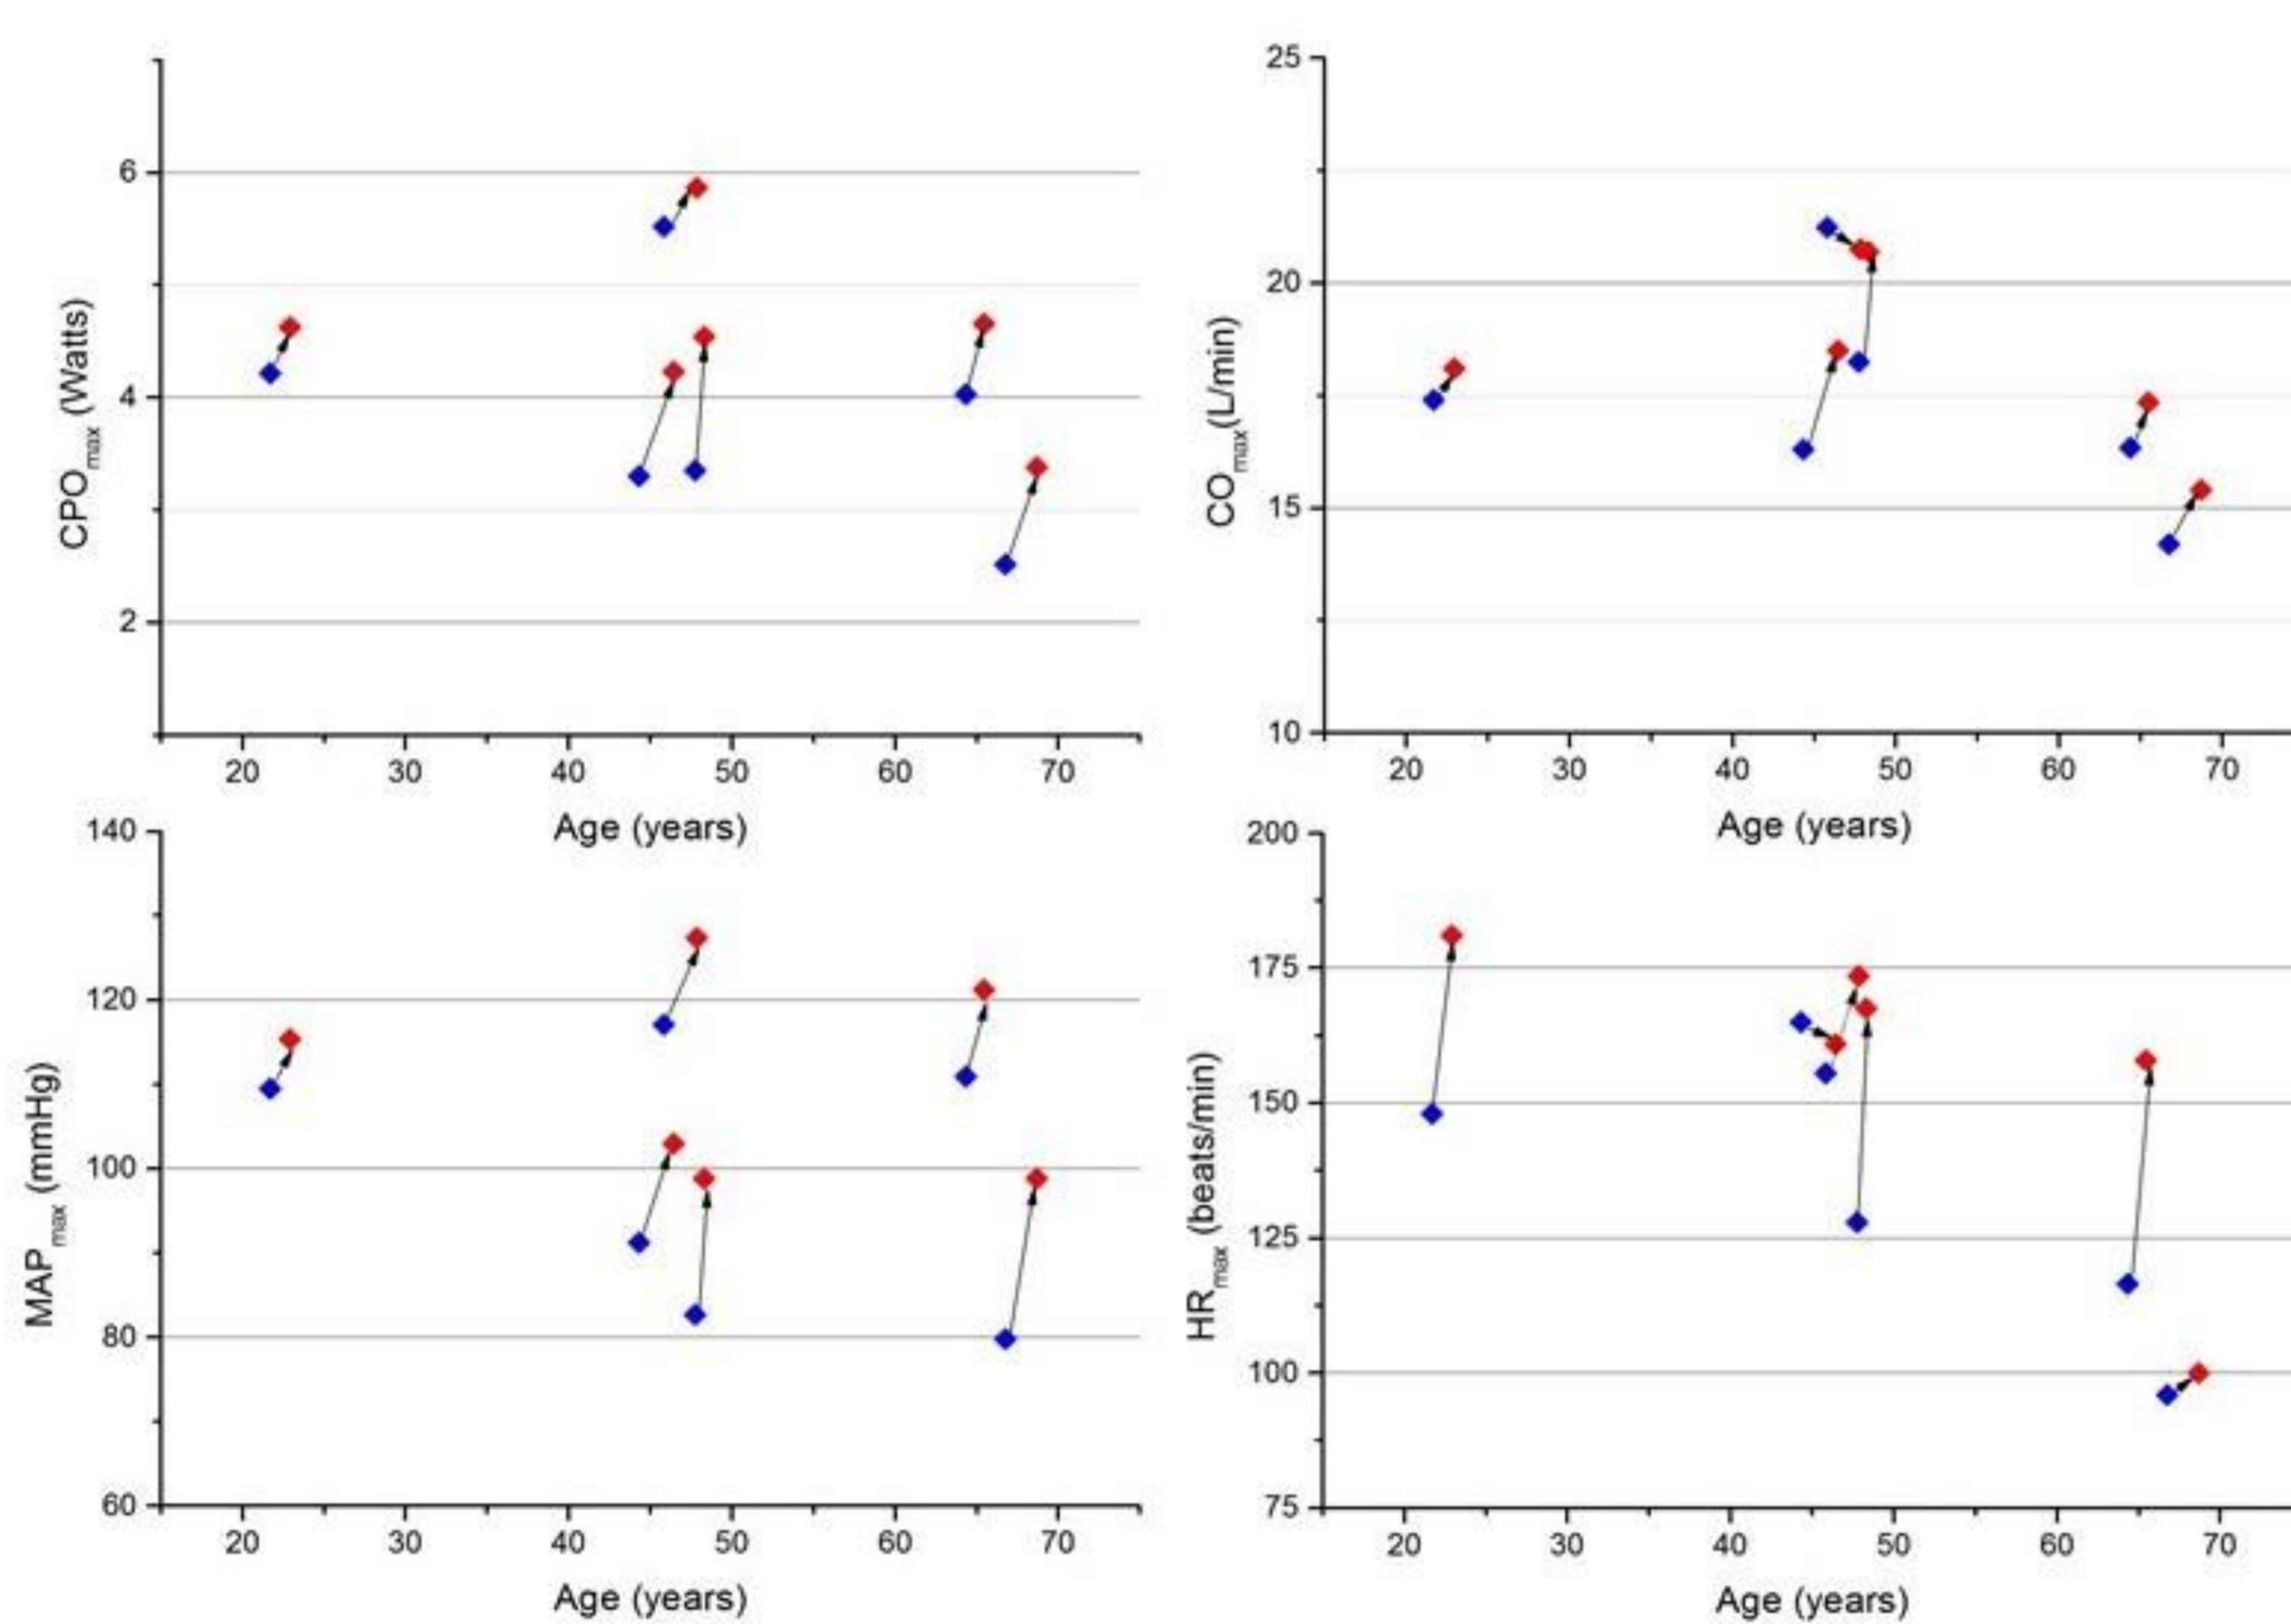 CPOmax (Watts)
6
4
2
20 30 40 50 60 70
Age (years)
COmax(L/min)
25
20
15
10
20 30 40 50 60 70
Age (years)
MAPmax (mmHg)
140
120
100
80
60
20 30 40 50 60 70
Age (years)
HRmax (beats/min)
200
175
150
125
100
75
20 30 40 50 60 70
Age (years)